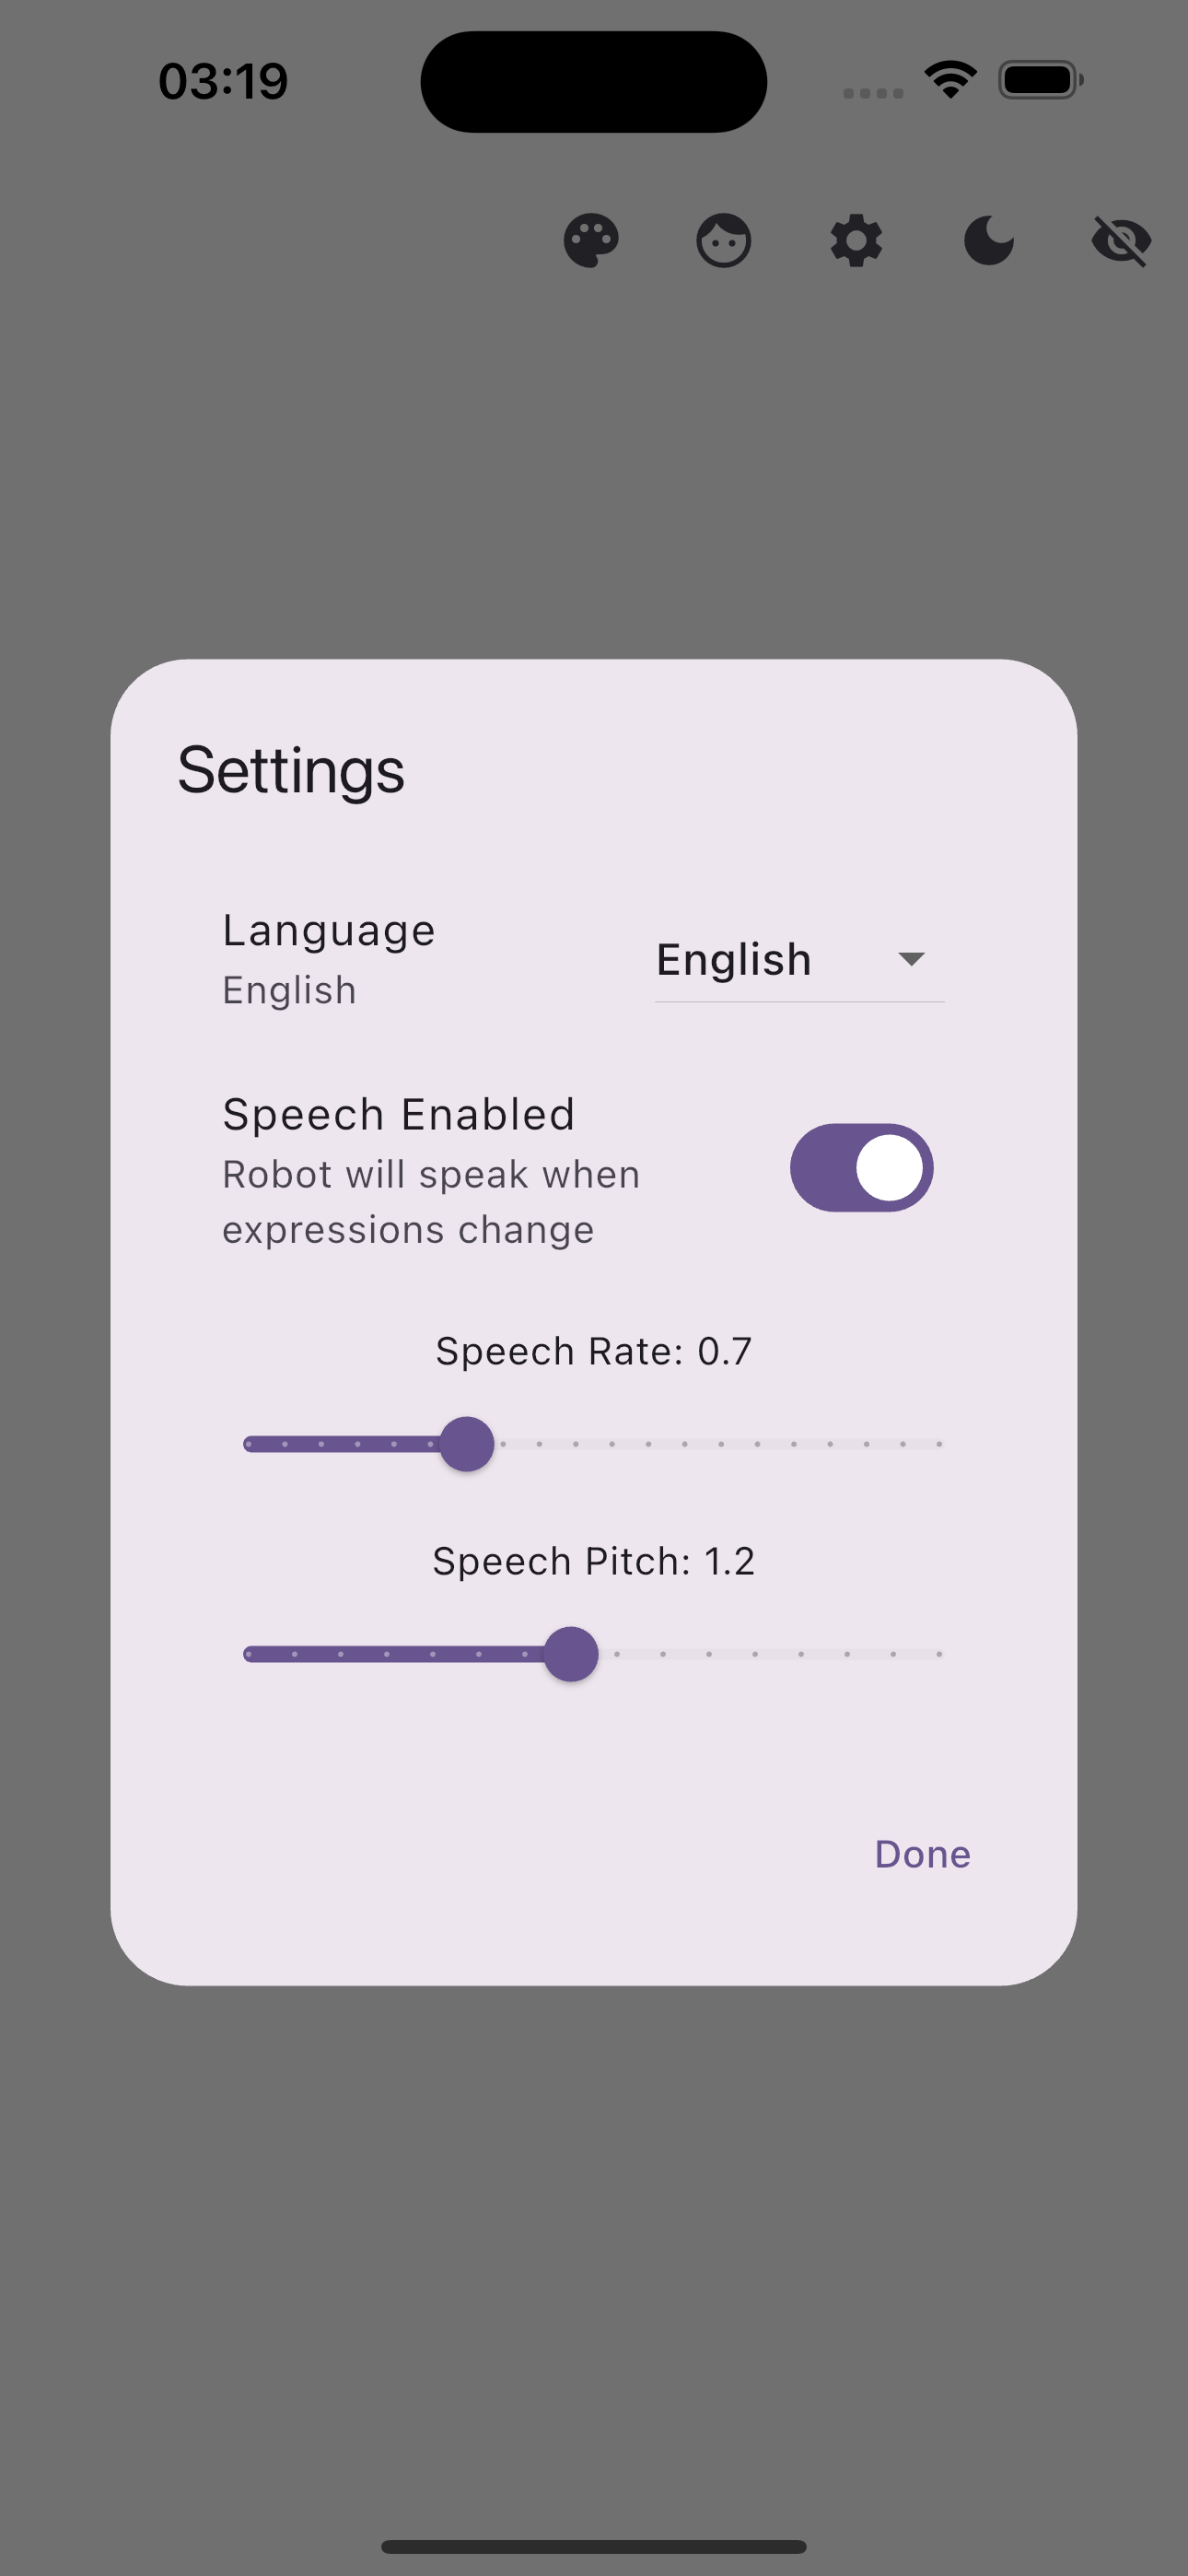 03:19
Settings
Language
English
English
Speech Enabled
Robot will speak when
expressions change
Speech Rate: 0.7
Speech Pitch: 1.2
Done